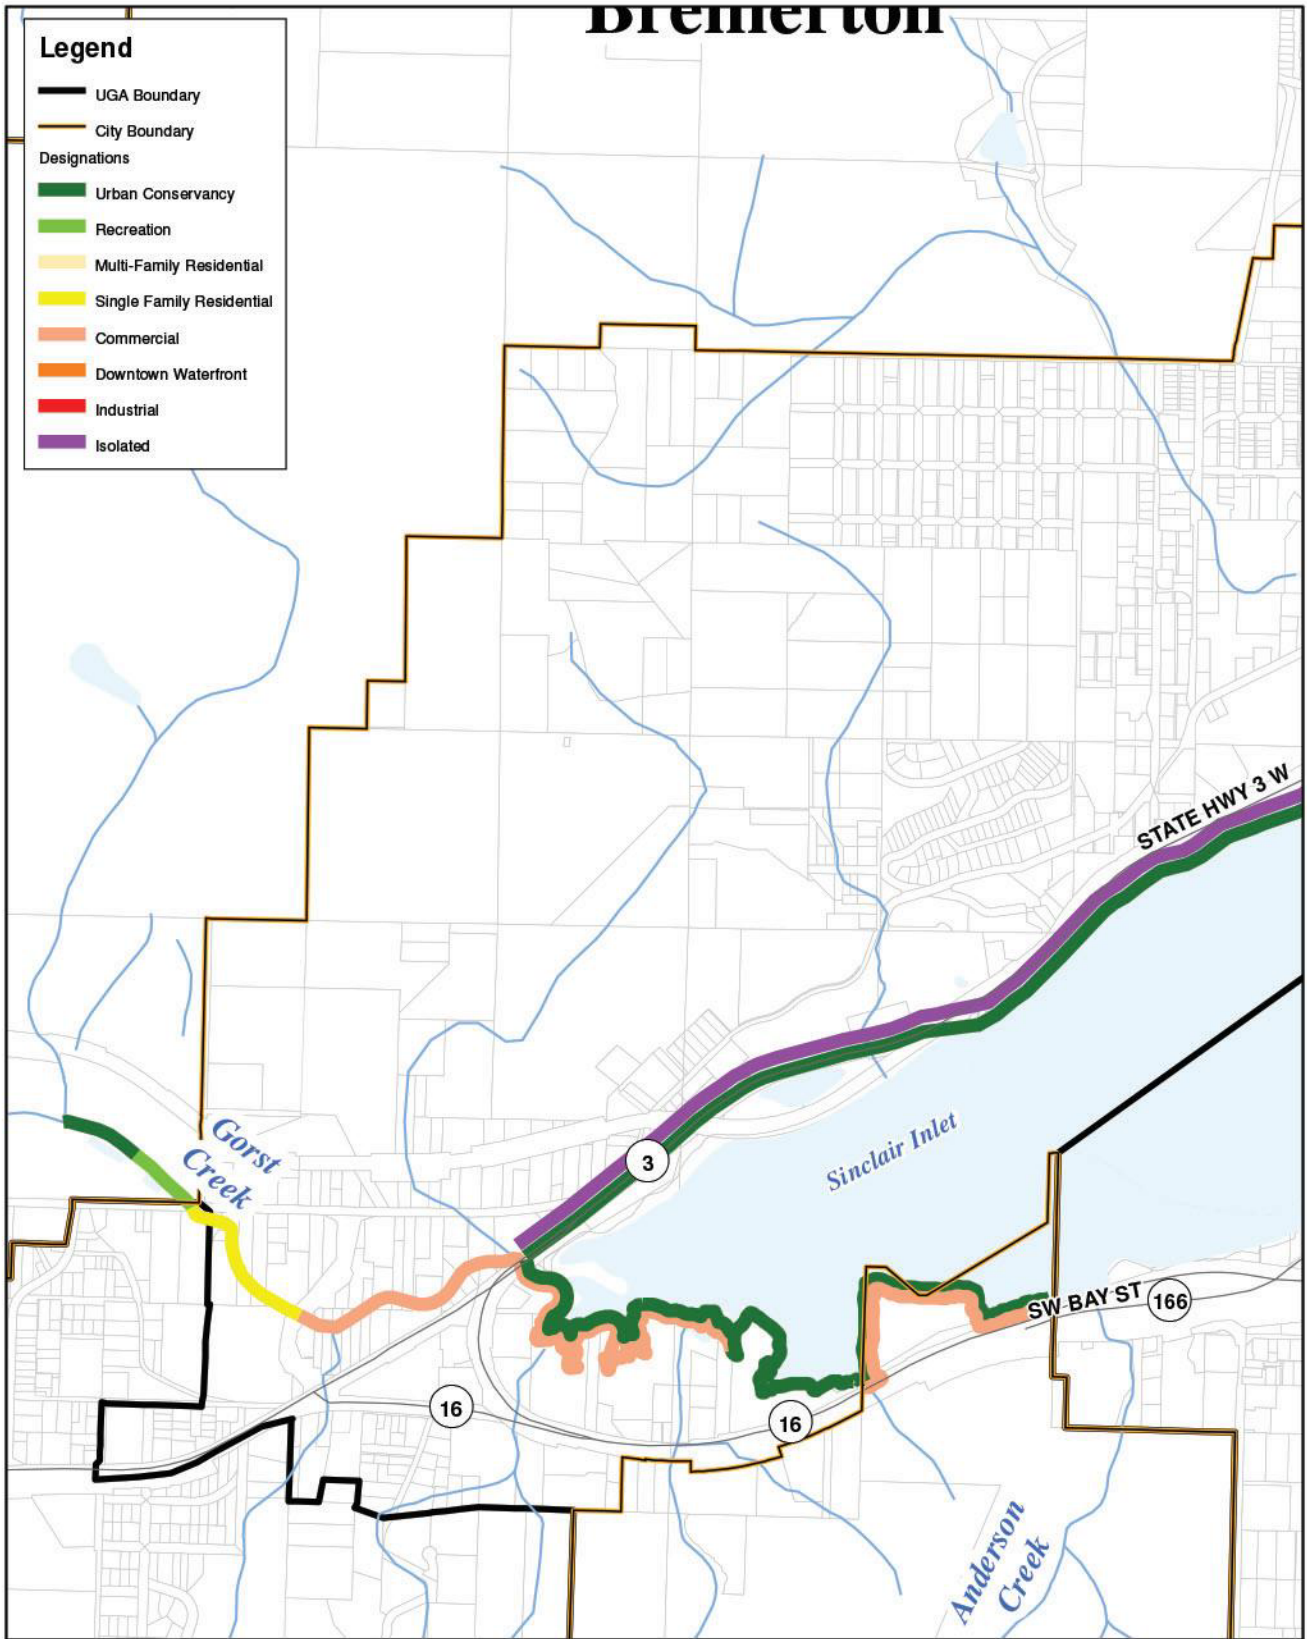 Bremerton
Legend
UGA Boundary
City Boundary
Designations
Urban Conservancy
Recreation
Multi-Family Residential
Single Family Residential
Commercial
Downtown Waterfront
Industrial
Isolated
STATE HWY 3 W
Gorst
Creek
3
Sinclair Inlet
SW BAY ST
166
16
16
Anderson
Creek